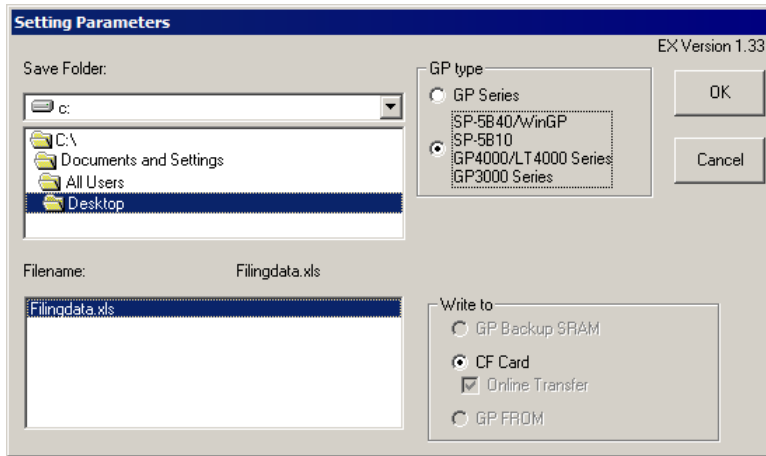 Setting Parameters
EX Version 1.33
Save Folder:
c:
C:\
Documents and Settings
All Users
Desktop
GP type
GP Series
SP-5B40/WinGP
SP-5B10
GP4000/LT4000 Series
GP3000 Series
OK
Cancel
Filename:
Filingdata.xls
Filingdata.xls
Write to
GP Backup SRAM
CF Card
Online Transfer
GP FROM